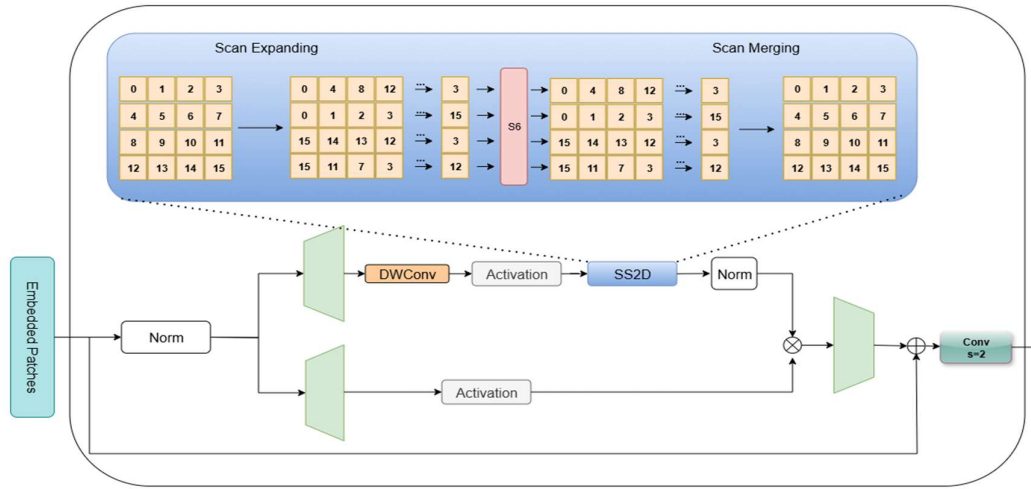 Scan Expanding Scan Merging
0 1 2 3 0 4 8 12 ... 3 0 4 8 12 ... 3 0 1 2 3
4 5 6 7 0 1 2 3 ... 15 0 1 2 3 ... 15 4 5 6 7
S6
8 9 10 11 15 14 13 12 ... 3 15 14 13 12 ... 3 8 9 10 11
12 13 14 15 15 11 7 3 ... 12 15 11 7 3 ... 12 12 13 14 15
Embedded Patches
Norm
DWConv
Activation
SS2D
Norm
Activation
Conv
s=2